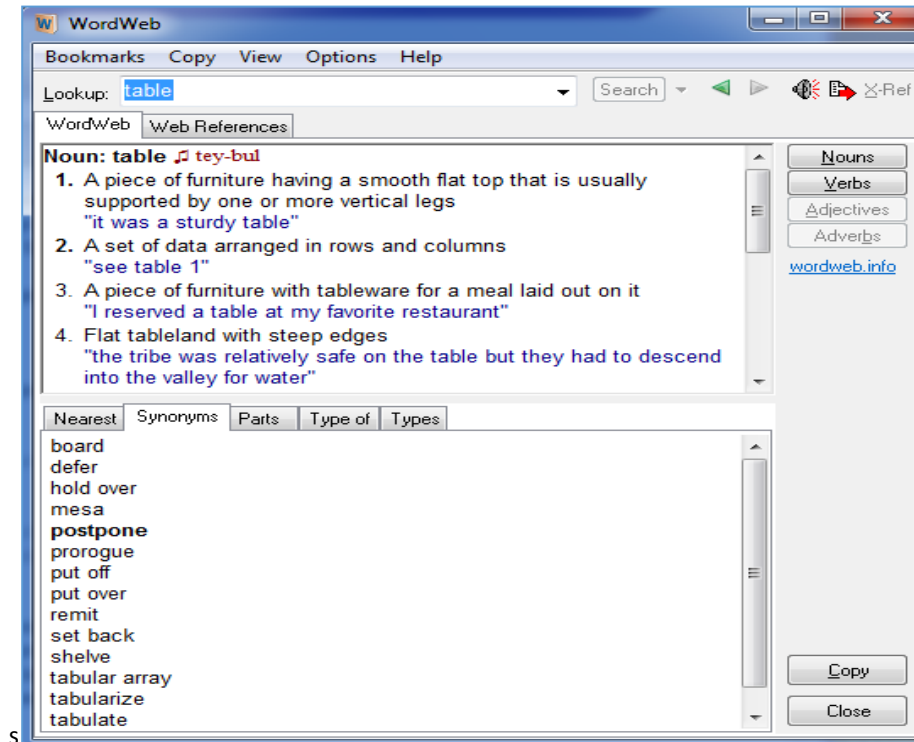 WordWeb
Bookmarks Copy View Options Help
Lookup: table Search X-Ref
WordWeb Web References
Noun: table ♫ tey-bul
1. A piece of furniture having a smooth flat top that is usually
supported by one or more vertical legs
"it was a sturdy table"
2. A set of data arranged in rows and columns
"see table 1"
3. A piece of furniture with tableware for a meal laid out on it
"I reserved a table at my favorite restaurant"
4. Flat tableland with steep edges
"the tribe was relatively safe on the table but they had to descend
into the valley for water"
Nouns
Verbs
Adjectives
Adverbs
wordweb.info
Nearest Synonyms Parts Type of Types
board
defer
hold over
mesa
postpone
prorogue
put off
put over
remit
set back
shelve
tabular array
tabularize
tabulate
Copy
Close
s